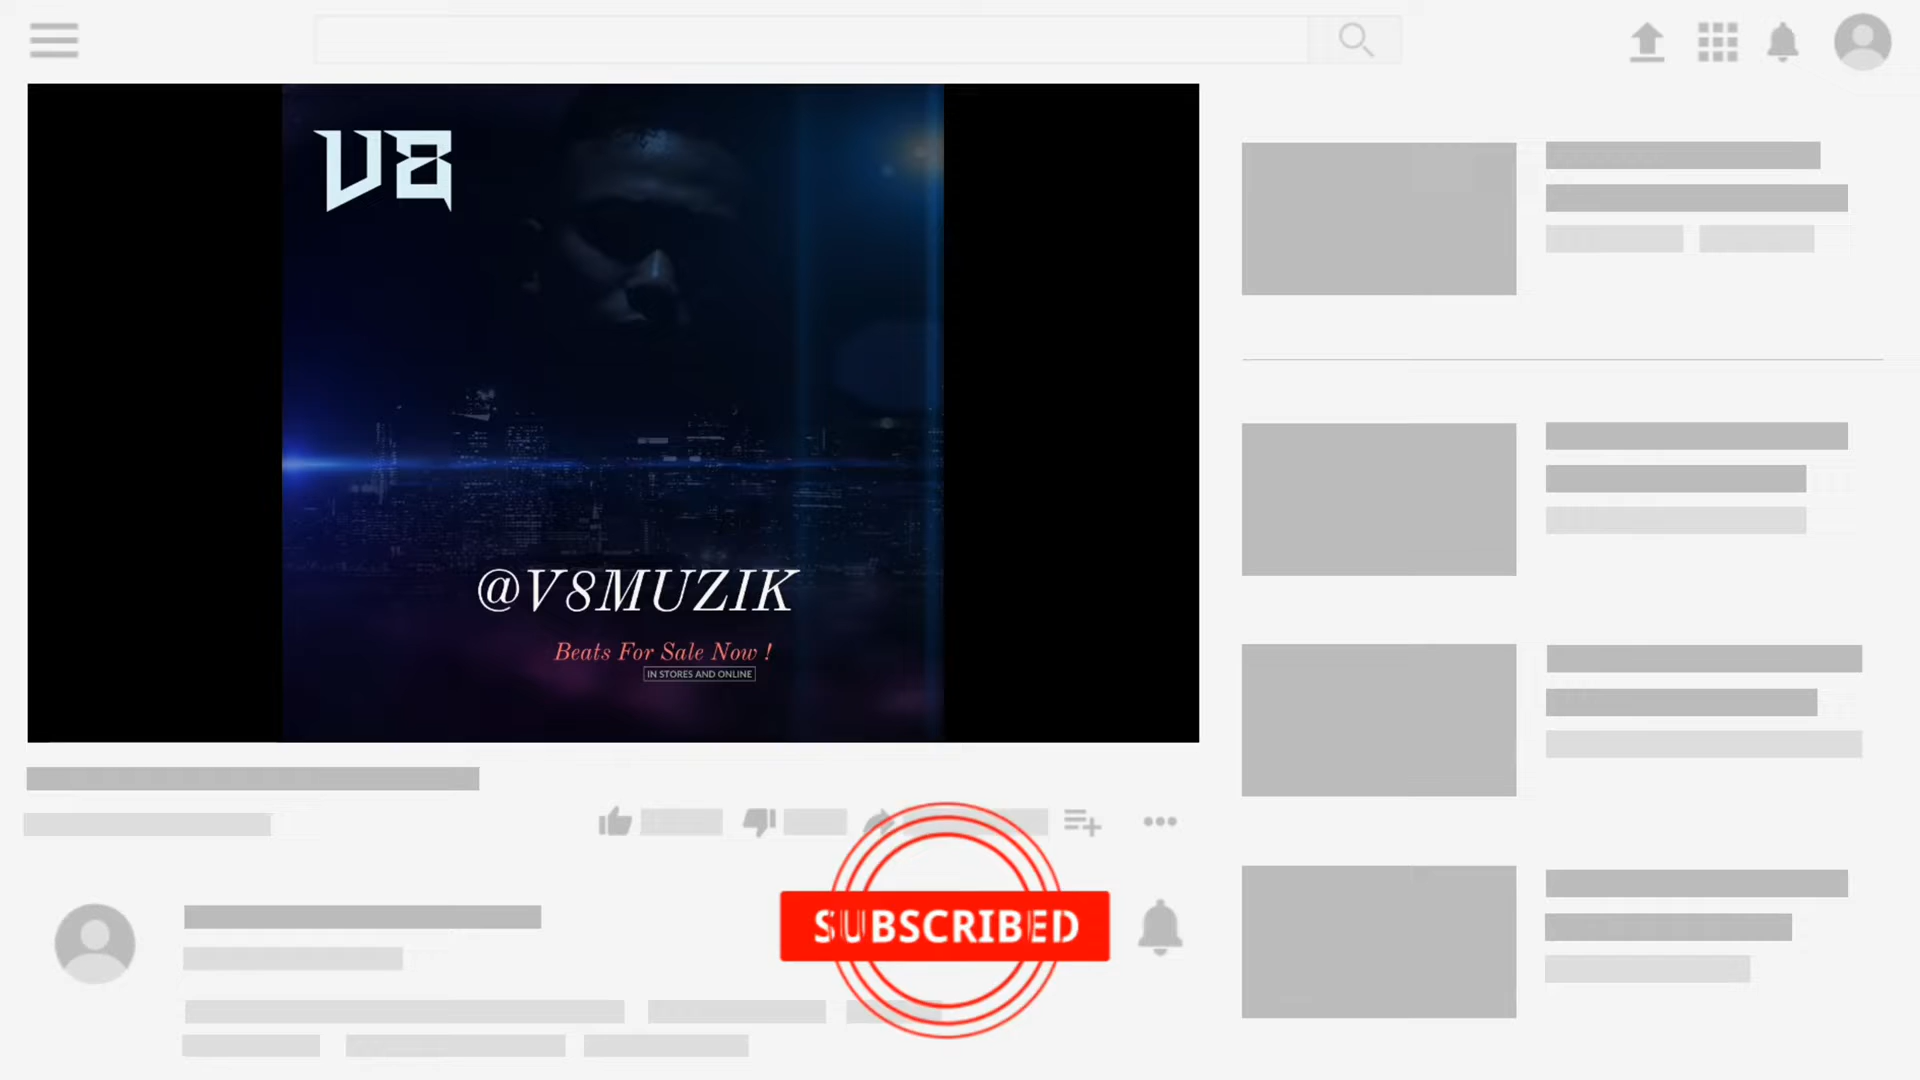 V8
@V8MUZIK
Beats For Sale Now !
IN STORES AND ONLINE
SUBSCRIBED